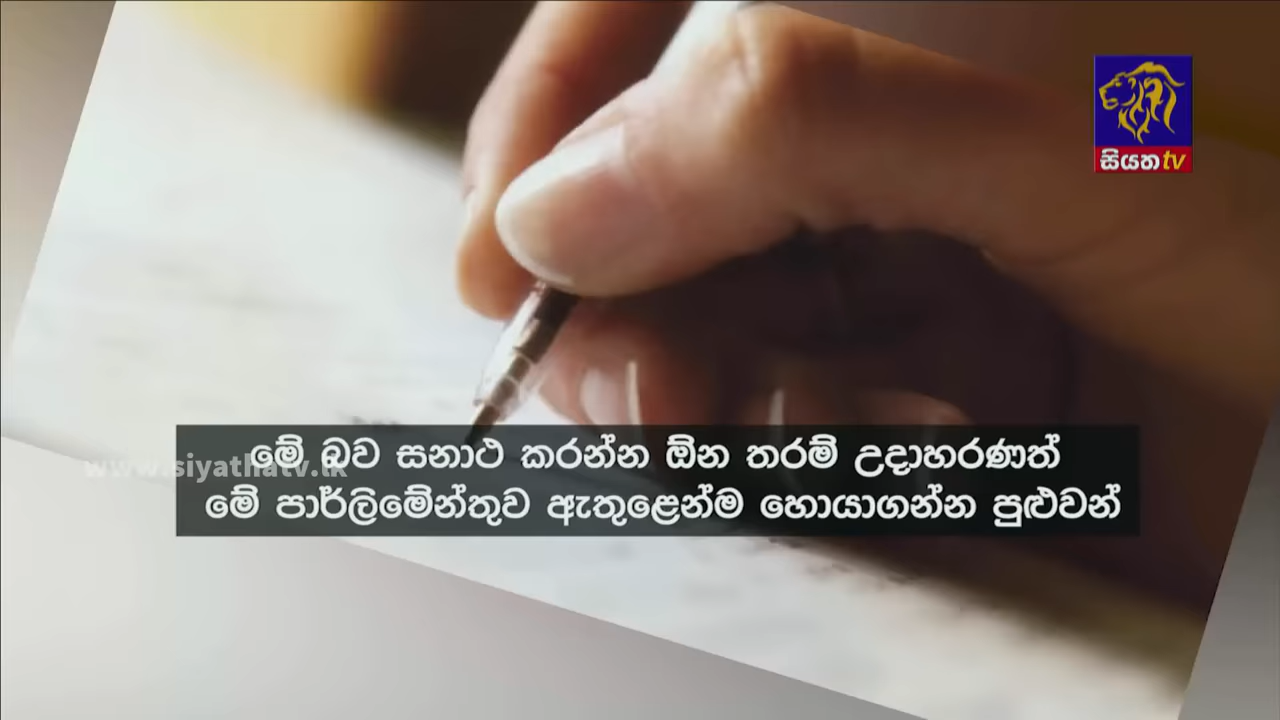 සියත tv
මේ බව සනාථ කරන්න ඕන තරම් උදාහරණත්
www.siyathatv.lk
මේ පාර්ලිමේන්තුව ඇතුළෙන්ම හොයාගන්න පුළුවන්